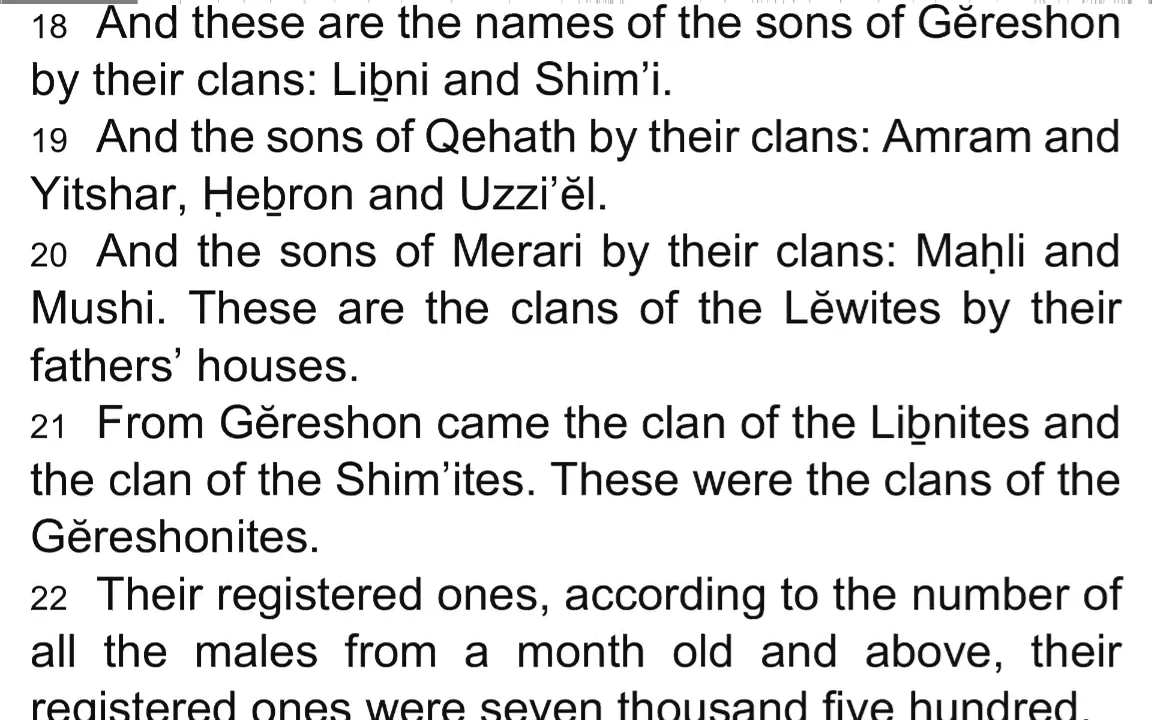 18 And these are the names of the sons of Gĕreshon
by their clans: Liḇni and Shim’i.
19 And the sons of Qehath by their clans: Amram and
Yitshar, Ḥeḇron and Uzzi’ĕl.
20 And the sons of Merari by their clans: Maḥli and
Mushi. These are the clans of the Lĕwites by their
fathers’ houses.
21 From Gĕreshon came the clan of the Liḇnites and
the clan of the Shim’ites. These were the clans of the
Gĕreshonites.
22 Their registered ones, according to the number of
all the males from a month old and above, their
registered ones were seven thousand five hundred.